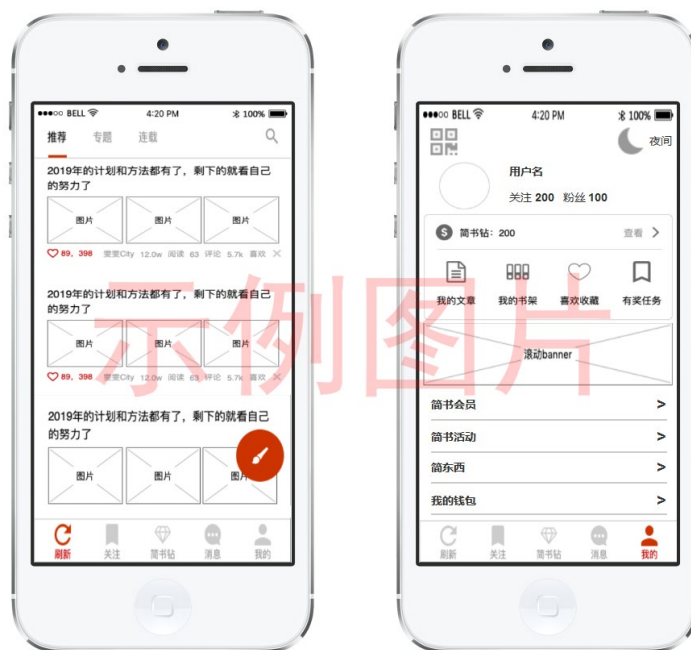 BELL 4:20 PM 100%
推荐 专题 连载
2019年的计划和方法都有了，剩下的就看自己
的努力了
图片 图片 图片
89，398 雯雯City 12.0w 阅读 63 评论 5.7k 喜欢
2019年的计划和方法都有了，剩下的就看自己
的努力了
图片 图片 图片
89，398 雯雯City 12.0w 阅读 63 评论 5.7k 喜欢
2019年的计划和方法都有了，剩下的就看自己
的努力了
图片 图片 图片
刷新 关注 简书钻 消息 我的
BELL 4:20 PM 100%
夜间
用户名
关注 200 粉丝 100
$ 简书钻：200 查看 >
我的文章 我的书架 喜欢收藏 有奖任务
滚动banner
简书会员 >
简书活动 >
简东西 >
我的钱包 >
刷新 关注 简书钻 消息 我的
示例图片